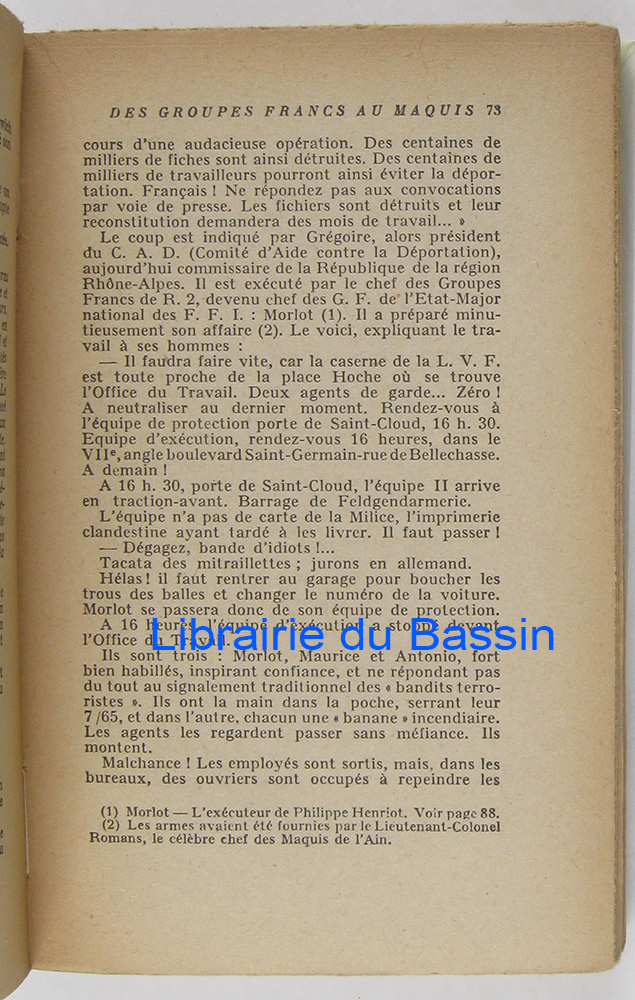 DES GROUPES FRANCS AU MAQUIS 73
cours d'une audacieuse opération. Des centaines de
milliers de fiches sont ainsi détruites. Des centaines de
milliers de travailleurs pourront ainsi éviter la dépor-
tation. Français ! Ne répondez pas aux convocations
par voie de presse. Les fichiers sont détruits et leur
reconstitution demandera des mois de travail... »
Le coup est indiqué par Grégoire, alors président
du C. A. D. (Comité d'Aide contre la Déportation),
aujourd'hui commissaire de la République de la région
Rhône-Alpes. Il est exécuté par le chef des Groupes
Francs de R. 2, devenu chef des G. F. de l'Etat-Major
national des F. F. I. : Morlot (1). Il a préparé minu-
tieusement son affaire (2). Le voici, expliquant le tra-
vail à ses hommes :
— Il faudra faire vite, car la caserne de la L. V. F.
est toute proche de la place Hoche où se trouve
l'Office du Travail. Deux agents de garde... Zéro !
A neutraliser au dernier moment. Rendez-vous à
l'équipe de protection porte de Saint-Cloud, 16 h. 30.
Equipe d'exécution, rendez-vous 16 heures, dans le
VIIe, angle boulevard Saint-Germain-rue de Bellechasse.
A demain !
A 16 h. 30, porte de Saint-Cloud, l'équipe II arrive
en traction-avant. Barrage de Feldgendarmerie.
L'équipe n'a pas de carte de la Milice, l'imprimerie
clandestine ayant tardé à les livrer. Il faut passer !
— Dégagez, bande d'idiots !...
Tacata des mitraillettes ; jurons en allemand.
Hélas ! il faut rentrer au garage pour boucher les
trous des balles et changer le numéro de la voiture.
Morlot se passera donc de son équipe de protection.
A 16 heures l'équipe d'exécution a stoppé devant
l'Office du Travail.
Librairie du Bassin
Ils sont trois : Morlot, Maurice et Antonio, fort
bien habillés, inspirant confiance, et ne répondant pas
du tout au signalement traditionnel des « bandits terro-
ristes ». Ils ont la main dans la poche, serrant leur
7/65, et dans l'autre, chacun une « banane » incendiaire.
Les agents les regardent passer sans méfiance. Ils
montent.
Malchance ! Les employés sont sortis, mais, dans les
bureaux, des ouvriers sont occupés à repeindre les
(1) Morlot — L'exécuteur de Philippe Henriot. Voir page 88.
(2) Les armes avaient été fournies par le Lieutenant-Colonel
Romans, le célèbre chef des Maquis de l'Ain.